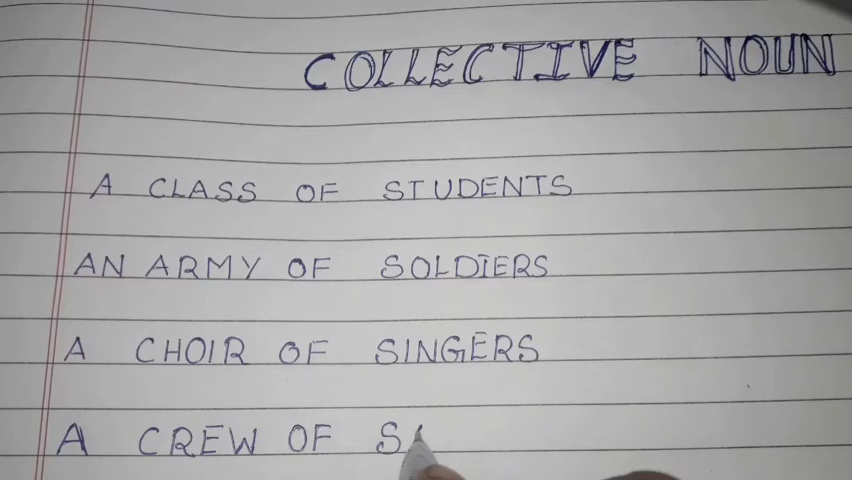 COLLECTIVE NOUN
A CLASS OF STUDENTS
AN ARMY OF SOLDIERS
A CHOIR OF SINGERS
A CREW OF